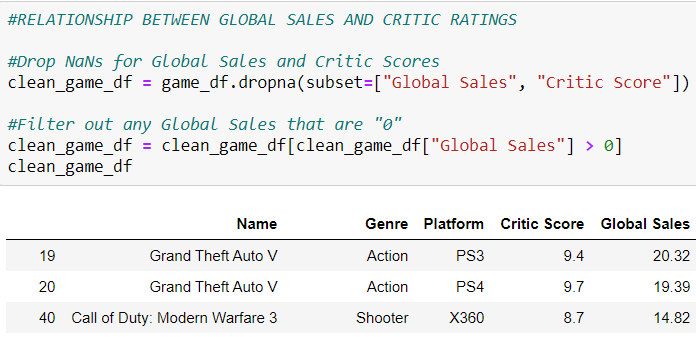 #RELATIONSHIP BETWEEN GLOBAL SALES AND CRITIC RATINGS
#Drop NaNs for Global Sales and Critic Scores
clean_game_df = game_df.dropna(subset=["Global Sales", "Critic Score"])
#Filter out any Global Sales that are "0"
clean_game_df = clean_game_df[clean_game_df["Global Sales"] > 0]
clean_game_df
Name Genre Platform Critic Score Global Sales
19 Grand Theft Auto V Action PS3 9.4 20.32
20 Grand Theft Auto V Action PS4 9.7 19.39
40 Call of Duty: Modern Warfare 3 Shooter X360 8.7 14.82